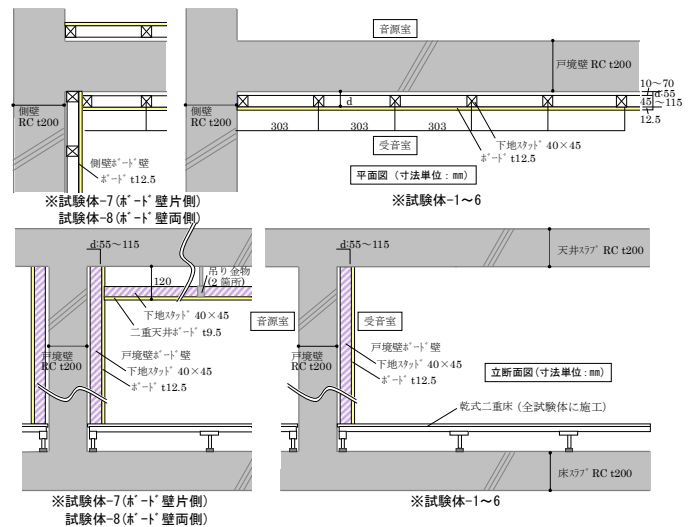 音源室
戸境壁 RC t200
10~70
d:55
45 ~115
12.5
側壁
RC t200
d
側壁
RC t200
303
303
303
下地スタッド 40×45
ボード t12.5
受音室
側壁ボード壁
ボード t12.5
平面図 (寸法単位:mm)
※試験体-7(ボード壁片側)
試験体-8(ボード壁両側)
※試験体-1~6
d:55~115
120
吊り金物
(2箇所)
下地スタッド 40×45
二重天井ボード t9.5
戸境壁
RC t200
戸境壁ボード壁
下地スタッド 40×45
ボード t12.5
音源室
d:55~115
天井スラブ RC t200
受音室
戸境壁
RC t200
戸境壁ボード壁
下地スタッド 40×45
ボード t12.5
立断面図(寸法単位:mm)
乾式二重床 (全試験体に施工)
床スラブ RC t200
※試験体-7(ボード壁片側)
試験体-8(ボード壁両側)
※試験体-1~6